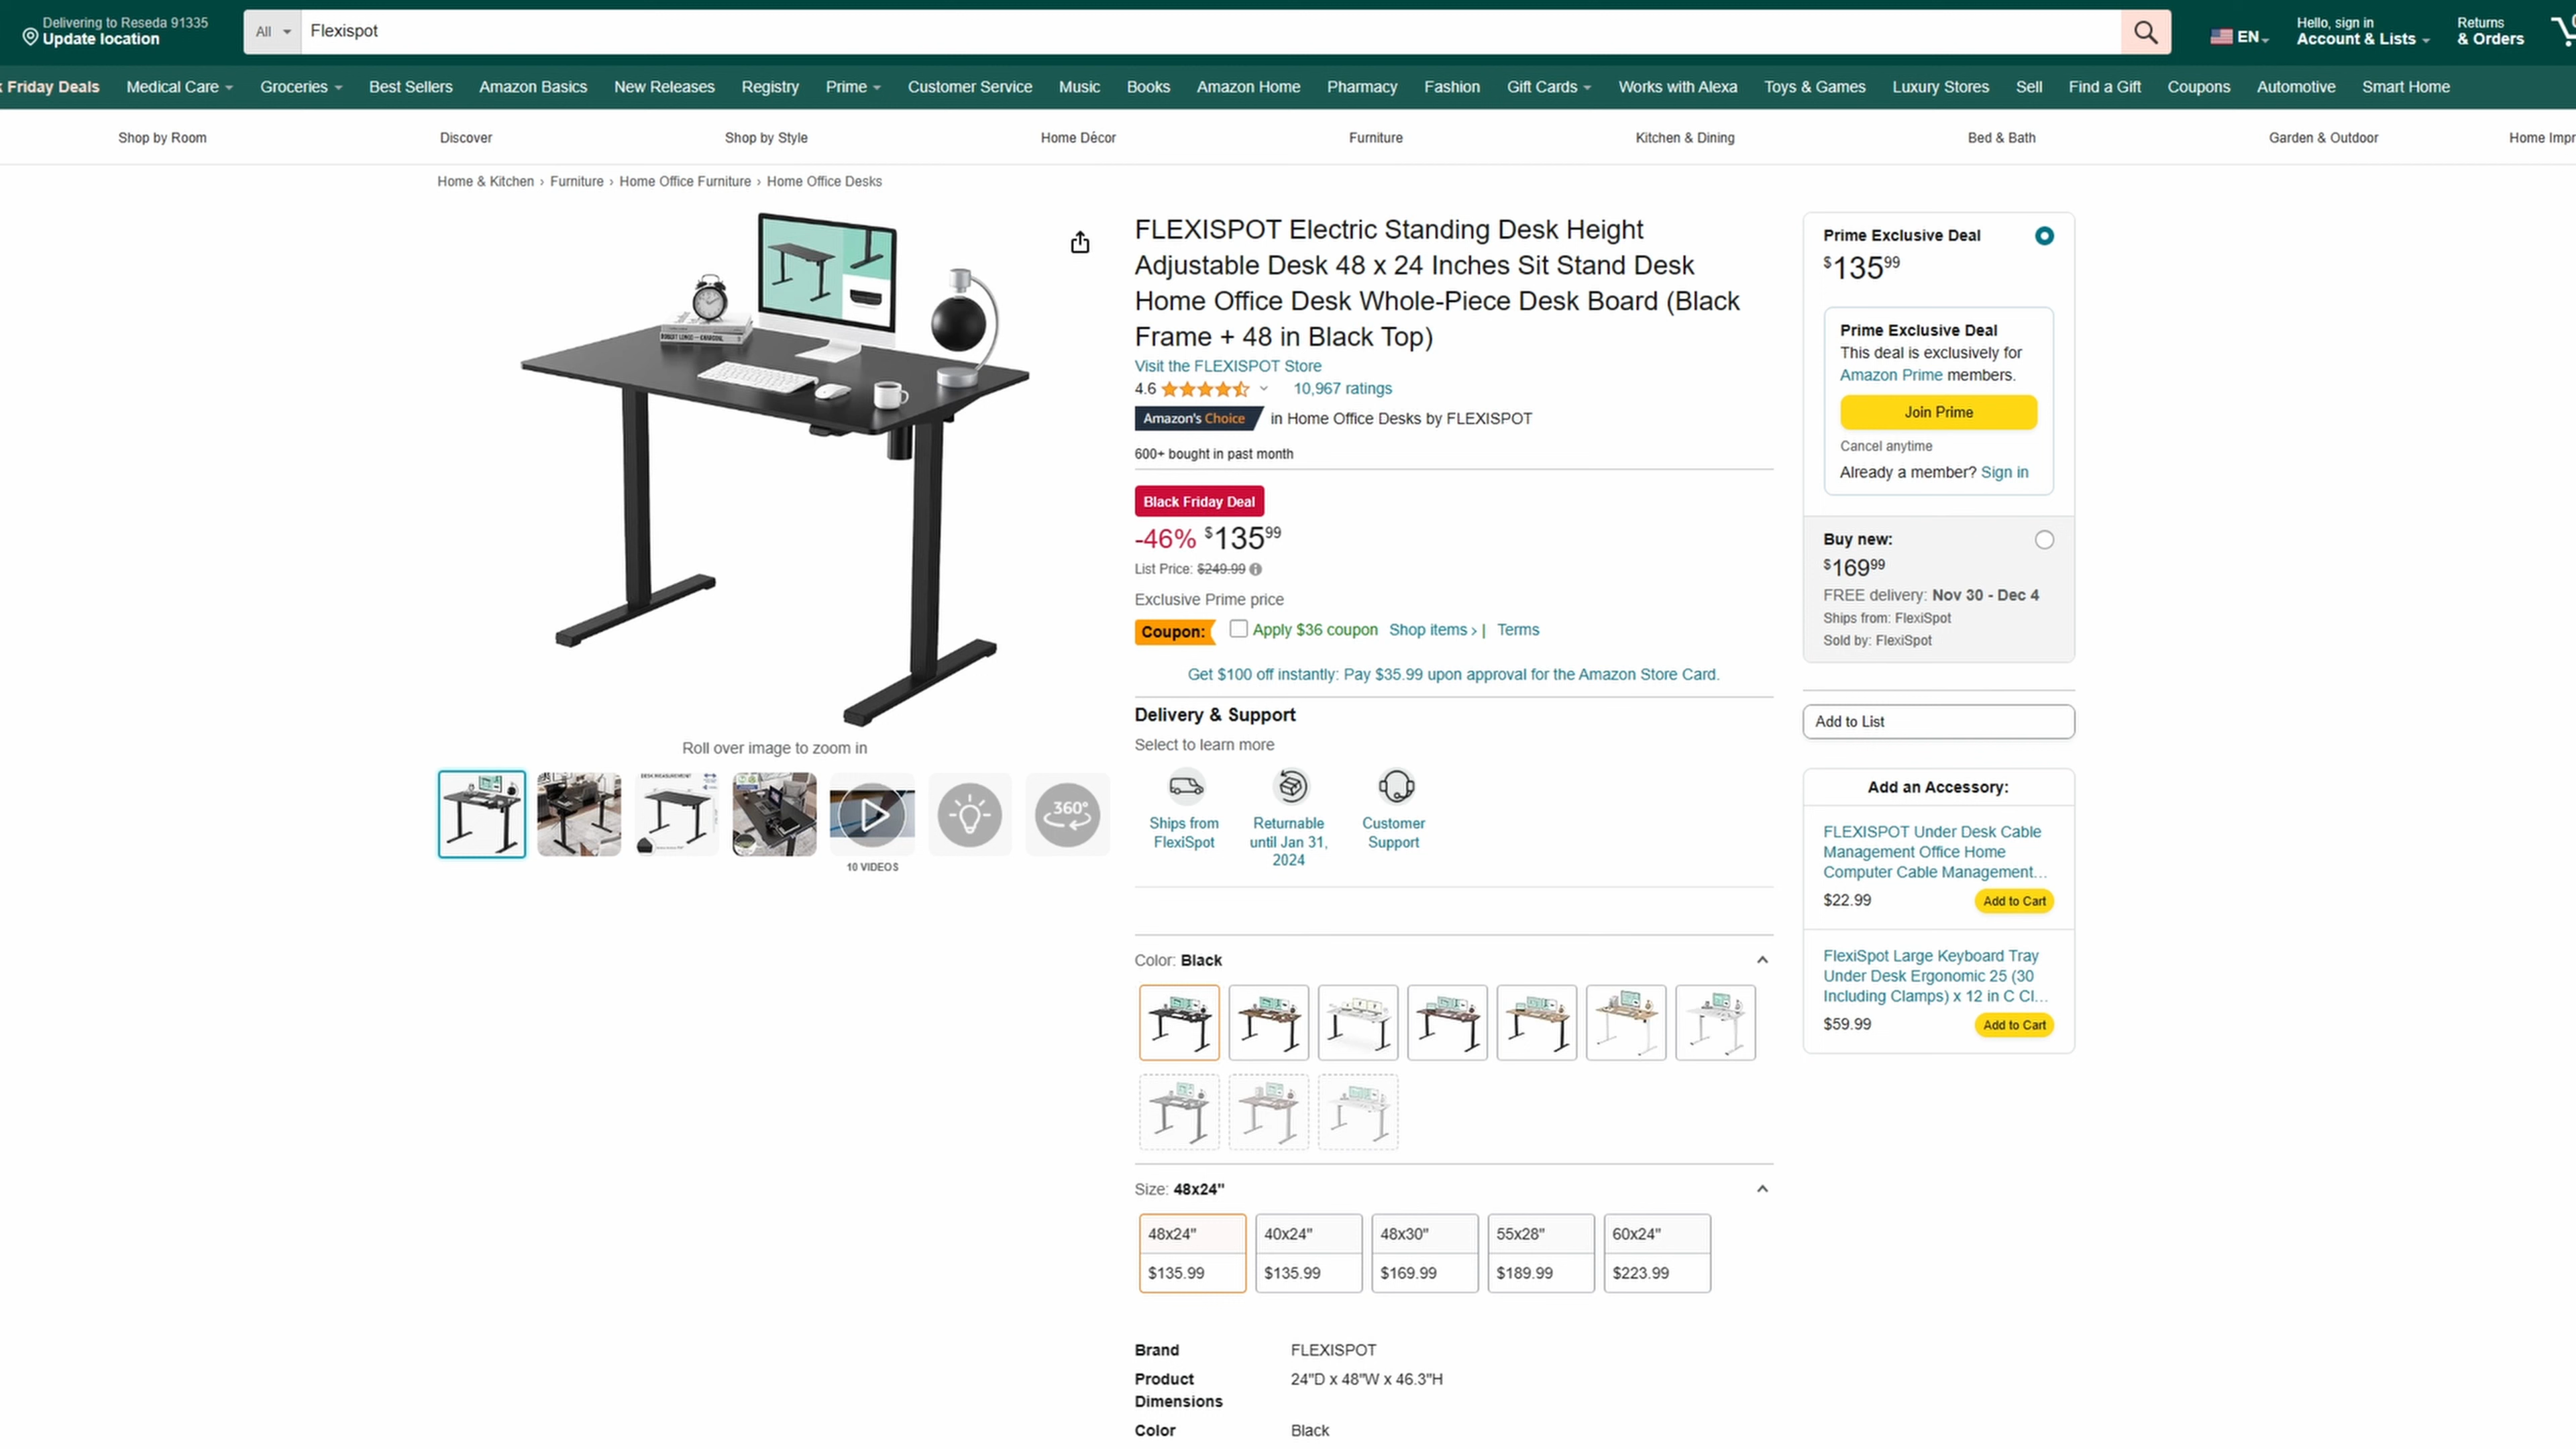 Delivering to Reseda 91335
Update location
All
Flexispot
EN
Hello, sign in
Account & Lists
Returns
& Orders
Friday Deals
Medical Care
Groceries
Best Sellers
Amazon Basics
New Releases
Registry
Prime
Customer Service
Music
Books
Amazon Home
Pharmacy
Fashion
Gift Cards
Works with Alexa
Toys & Games
Luxury Stores
Sell
Find a Gift
Coupons
Automotive
Smart Home
Shop by Room
Discover
Shop by Style
Home Décor
Furniture
Kitchen & Dining
Bed & Bath
Garden & Outdoor
Home Impr
Home & Kitchen › Furniture › Home Office Furniture › Home Office Desks
Roll over image to zoom in
DESK MEASUREMENT
360°
10 VIDEOS
FLEXISPOT Electric Standing Desk Height
Adjustable Desk 48 x 24 Inches Sit Stand Desk
Home Office Desk Whole-Piece Desk Board (Black
Frame + 48 in Black Top)
Visit the FLEXISPOT Store
4.6
10,967 ratings
Amazon's Choice
in Home Office Desks by FLEXISPOT
600+ bought in past month
Black Friday Deal
-46% $13599
List Price: $249.99
Exclusive Prime price
Coupon:
Apply $36 coupon
Shop items › |
Terms
Get $100 off instantly: Pay $35.99 upon approval for the Amazon Store Card.
Delivery & Support
Select to learn more
Ships from
FlexiSpot
Returnable
until Jan 31,
2024
Customer
Support
Color: Black
Size: 48x24"
48x24"
$135.99
40x24"
$135.99
48x30"
$169.99
55x28"
$189.99
60x24"
$223.99
Brand
FLEXISPOT
Product
Dimensions
24"D x 48"W x 46.3"H
Color
Black
Prime Exclusive Deal
$13599
Prime Exclusive Deal
This deal is exclusively for
Amazon Prime members.
Join Prime
Cancel anytime
Already a member? Sign in
Buy new:
$16999
FREE delivery: Nov 30 - Dec 4
Ships from: FlexiSpot
Sold by: FlexiSpot
Add to List
Add an Accessory:
FLEXISPOT Under Desk Cable
Management Office Home
Computer Cable Management…
$22.99
Add to Cart
FlexiSpot Large Keyboard Tray
Under Desk Ergonomic 25 (30
Including Clamps) x 12 in C Cl…
$59.99
Add to Cart